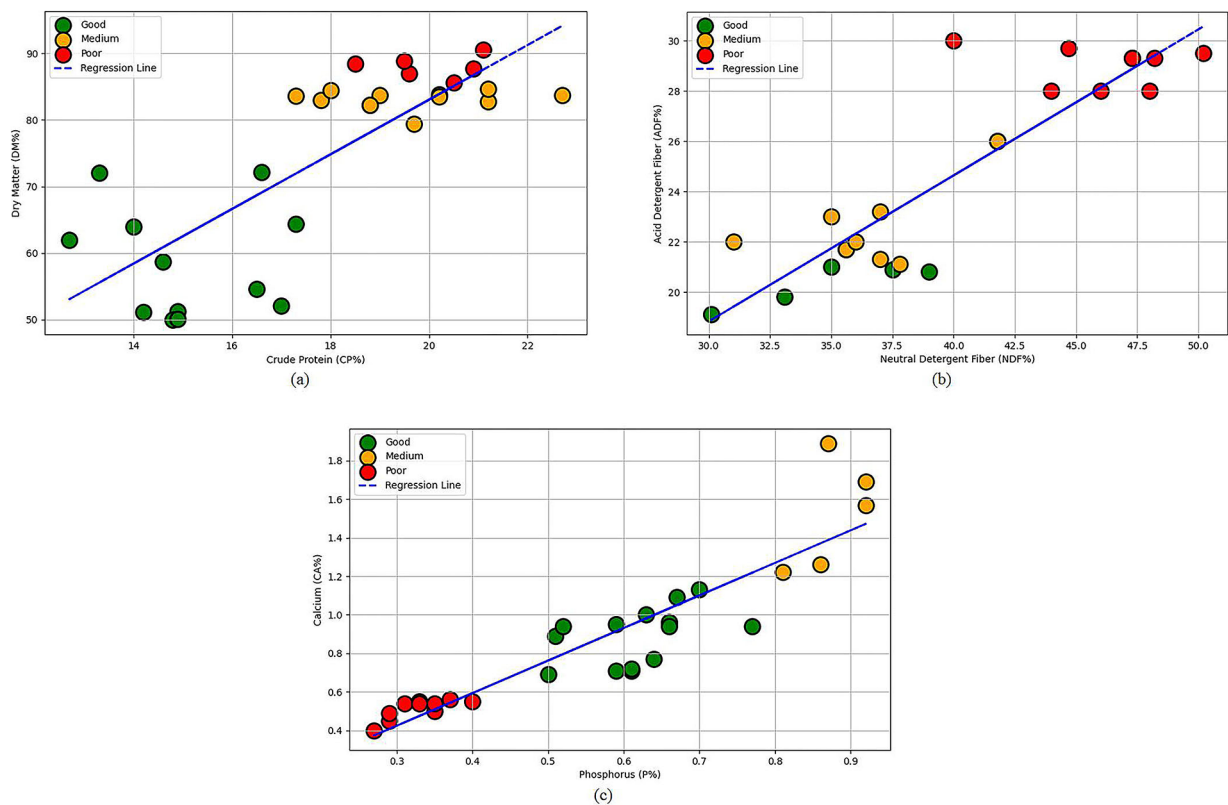 Good
Medium
Poor
Regression Line
90
80
70
60
50
Dry Matter (DM%)
14 16 18 20 22
Crude Protein (CP%)
(a)
Good
Medium
Poor
Regression Line
30
28
26
24
22
20
Acid Detergent Fiber (ADF%)
30.0 32.5 35.0 37.5 40.0 42.5 45.0 47.5 50.0
Neutral Detergent Fiber (NDF%)
(b)
Good
Medium
Poor
Regression Line
1.8
1.6
1.4
1.2
1.0
0.8
0.6
0.4
Calcium (CA%)
0.3 0.4 0.5 0.6 0.7 0.8 0.9
Phosphorus (P%)
(c)